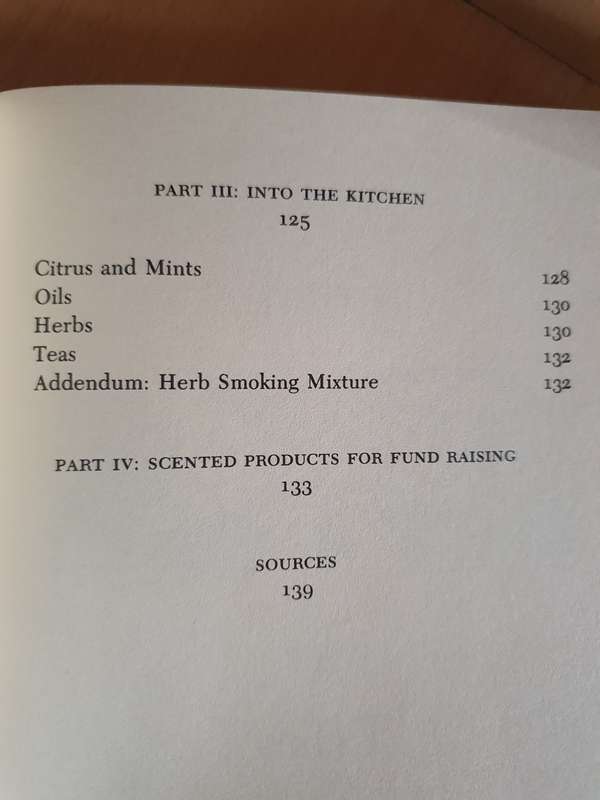 PART III: INTO THE KITCHEN
125
Citrus and Mints 128
Oils 130
Herbs 130
Teas 132
Addendum: Herb Smoking Mixture 132
PART IV: SCENTED PRODUCTS FOR FUND RAISING
133
SOURCES
139